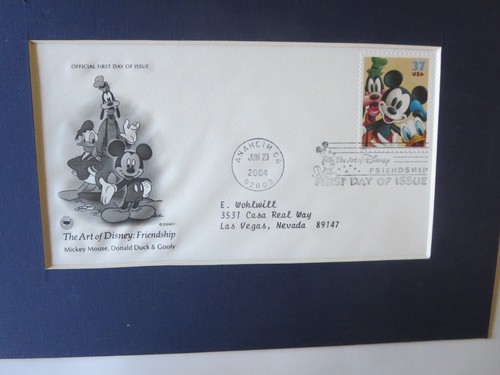 OFFICIAL FIRST DAY OF ISSUE
37
USA
ANAHEIM CA
JUN 23
2004
92803
The Art of Disney
FRIENDSHIP
FIRST DAY OF ISSUE
E. Wohlwill
3531 Casa Real Way
Las Vegas, Nevada 89147
©DISNEY
The Art of Disney: Friendship
Mickey Mouse, Donald Duck & Goofy